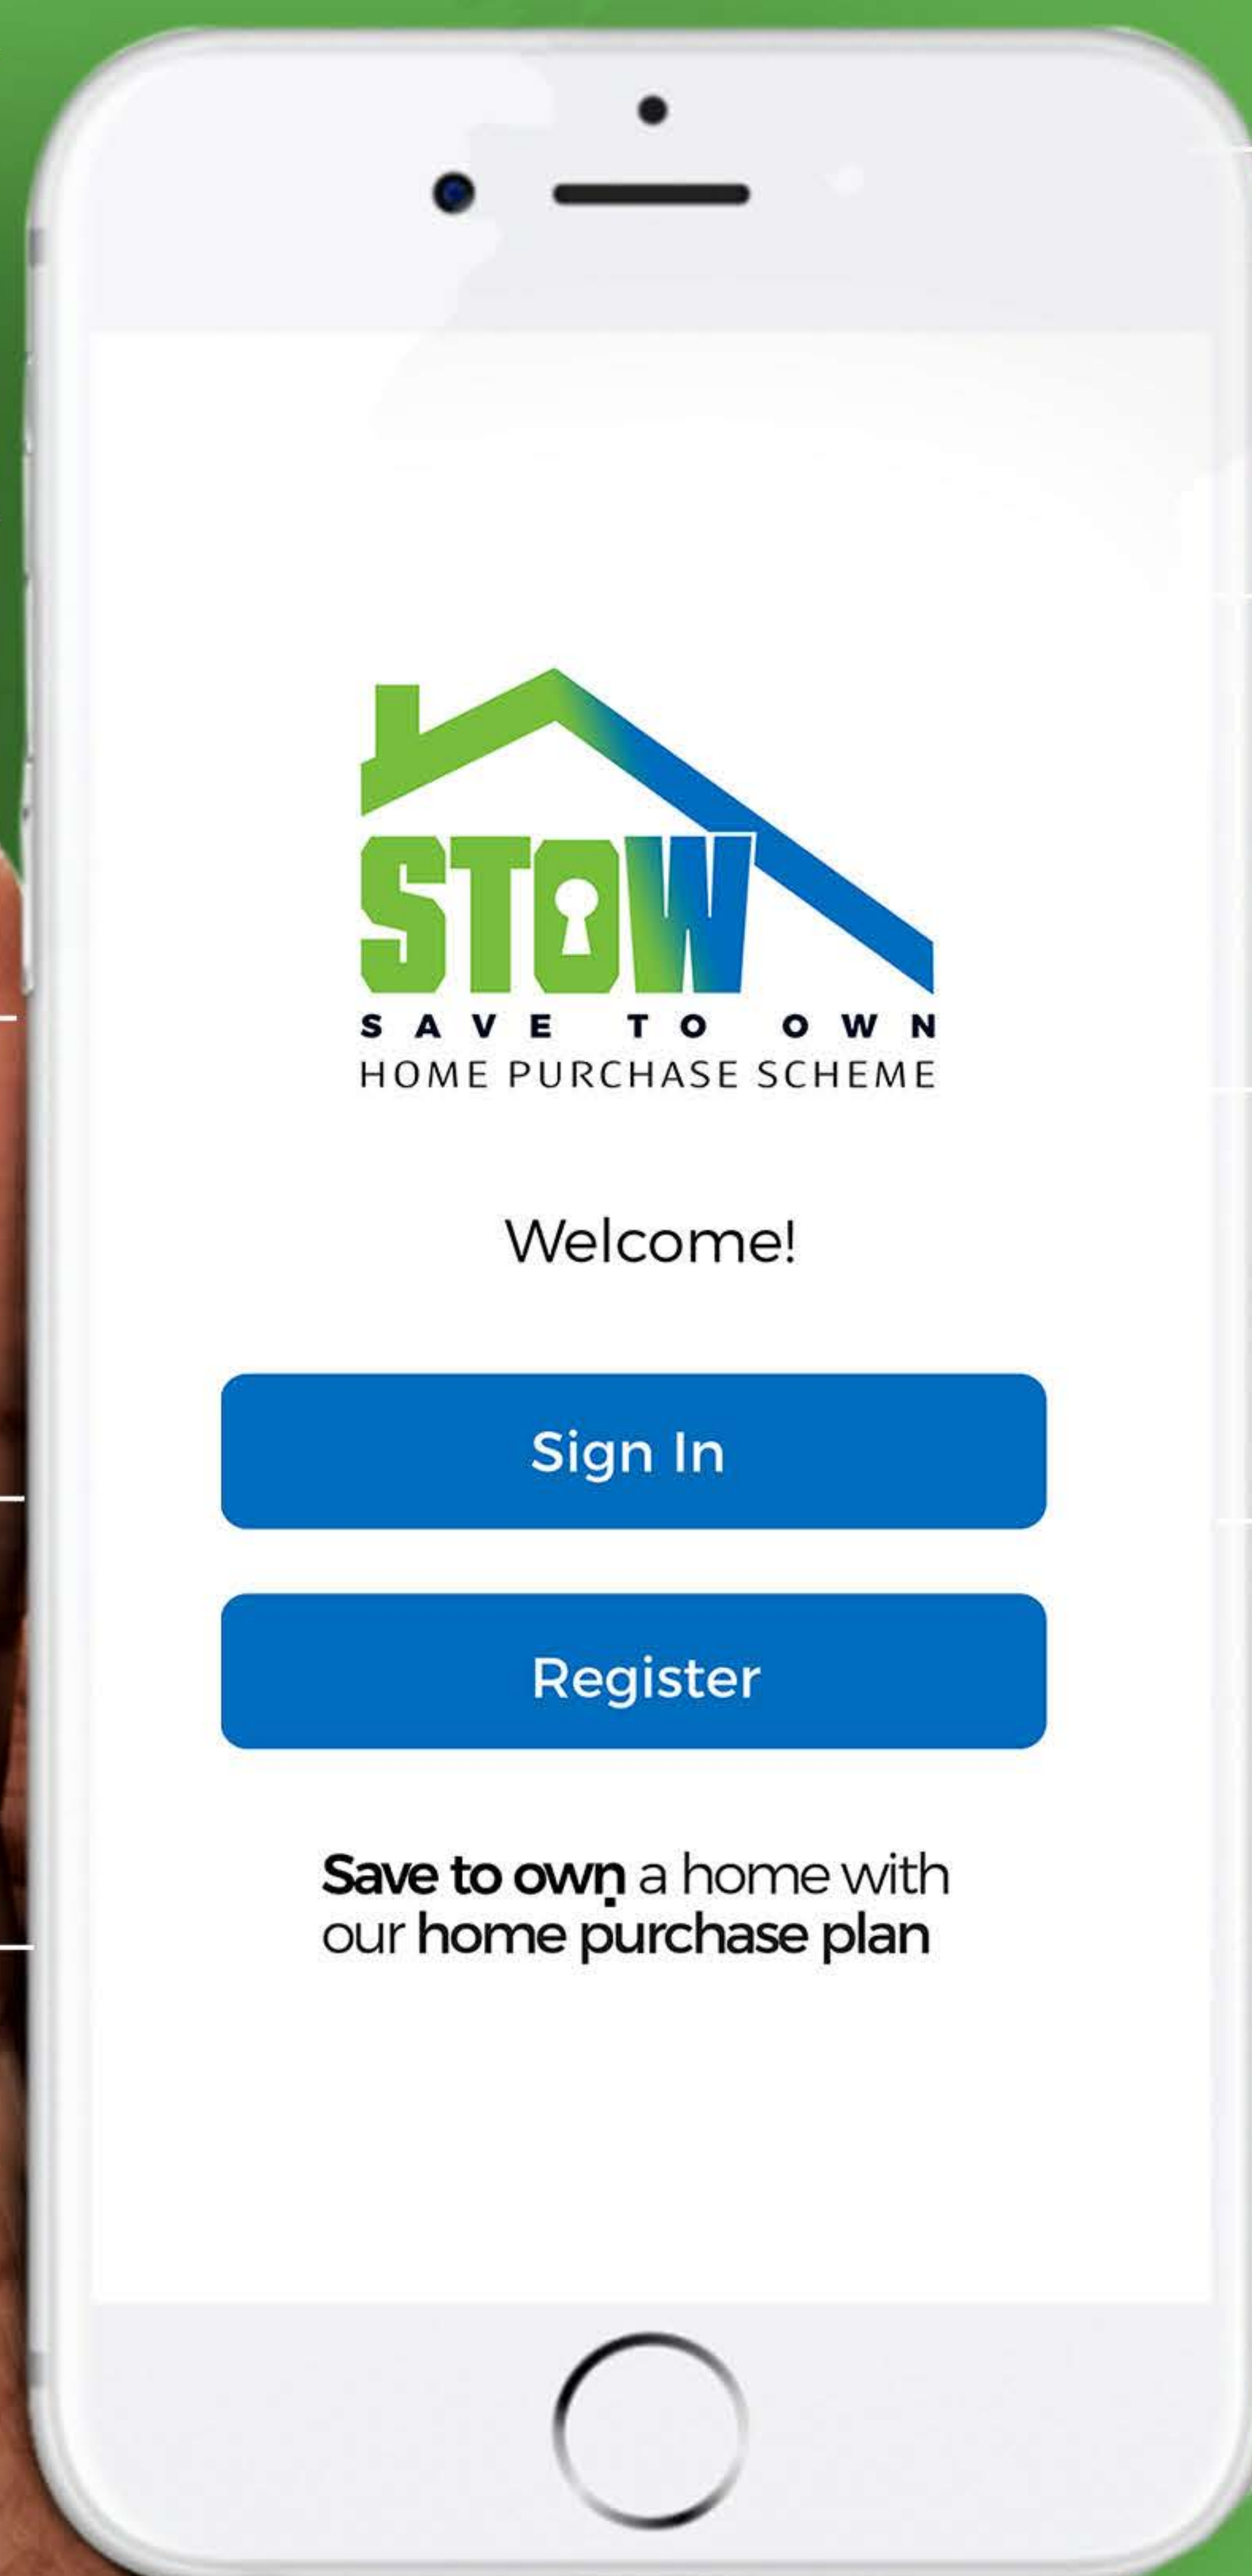 STOW
SAVE TO OWN
HOME PURCHASE SCHEME
Welcome!
Sign In
Register
Save to own a home with
our home purchase plan